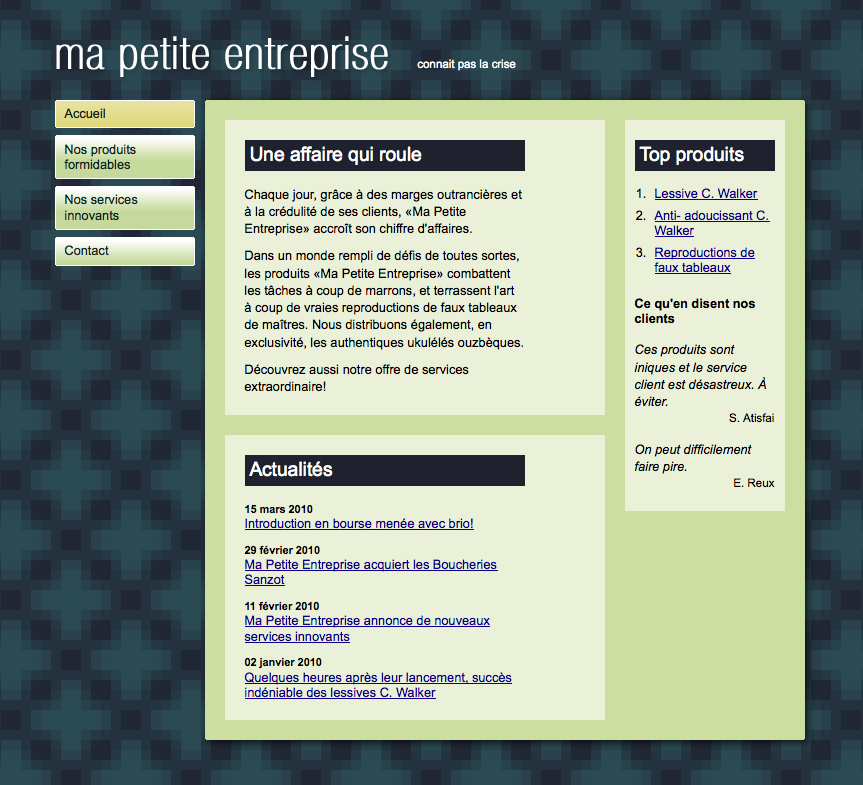 ma petite entreprise connait pas la crise
Accueil
Nos produits
formidables
Nos services
innovants
Contact
Une affaire qui roule
Chaque jour, grâce à des marges outrancières et
à la crédulité de ses clients, «Ma Petite
Entreprise» accroît son chiffre d'affaires.
Dans un monde rempli de défis de toutes sortes,
les produits «Ma Petite Entreprise» combattent
les tâches à coup de marrons, et terrassent l'art
à coup de vraies reproductions de faux tableaux
de maîtres. Nous distribuons également, en
exclusivité, les authentiques ukulélés ouzbèques.
Découvrez aussi notre offre de services
extraordinaire!
Actualités
15 mars 2010
Introduction en bourse menée avec brio!
29 février 2010
Ma Petite Entreprise acquiert les Boucheries
Sanzot
11 février 2010
Ma Petite Entreprise annonce de nouveaux
services innovants
02 janvier 2010
Quelques heures après leur lancement, succès
indéniable des lessives C. Walker
Top produits
1. Lessive C. Walker
2. Anti- adoucissant C.
Walker
3. Reproductions de
faux tableaux
Ce qu'en disent nos
clients
Ces produits sont
iniques et le service
client est désastreux. À
éviter.
S. Atisfai
On peut difficilement
faire pire.
E. Reux